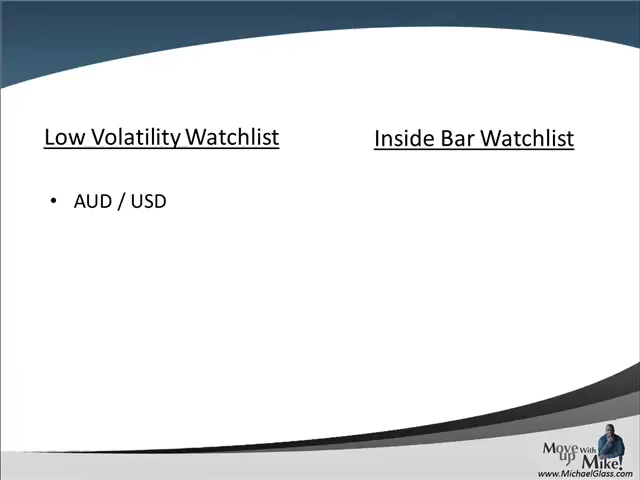 Low Volatility Watchlist
Inside Bar Watchlist
• AUD / USD
Move up With Mike!
www.MichaelGlass.com